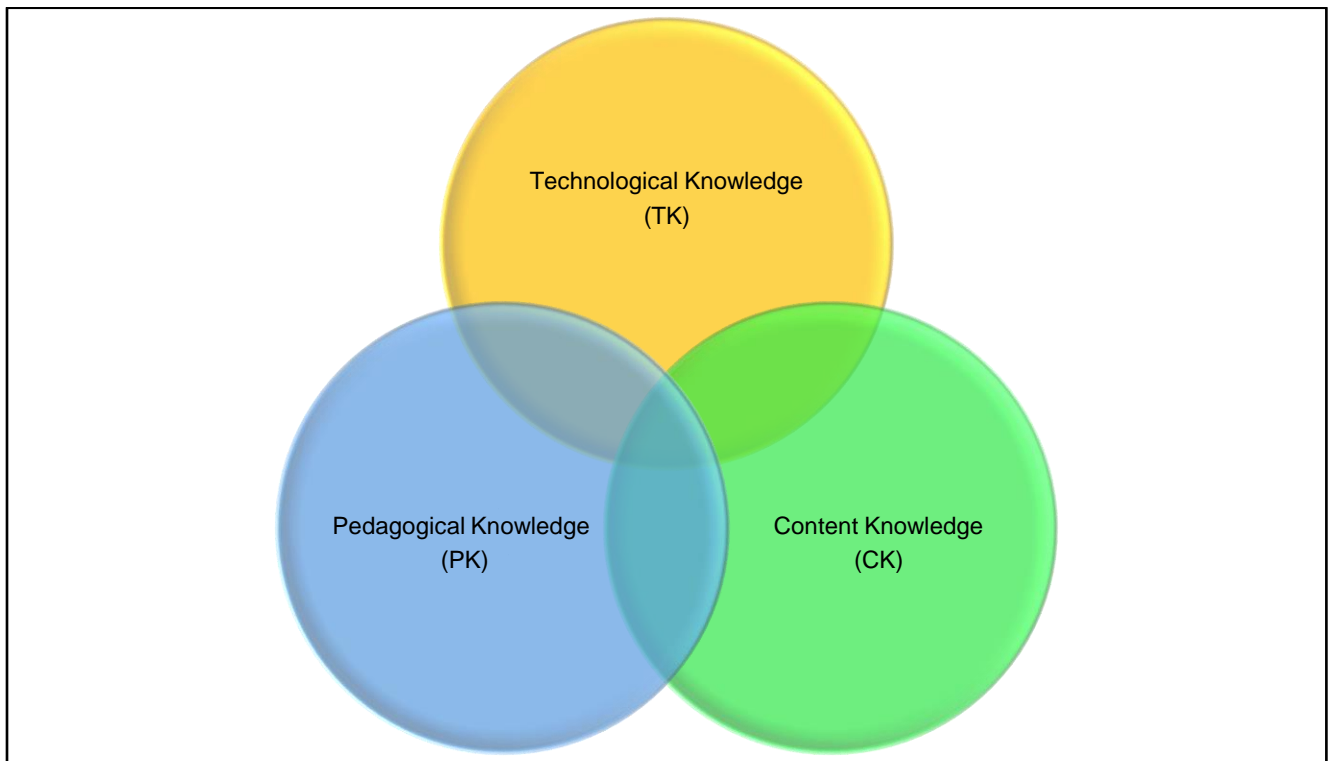 Technological Knowledge
(TK)
Pedagogical Knowledge
(PK)
Content Knowledge
(CK)